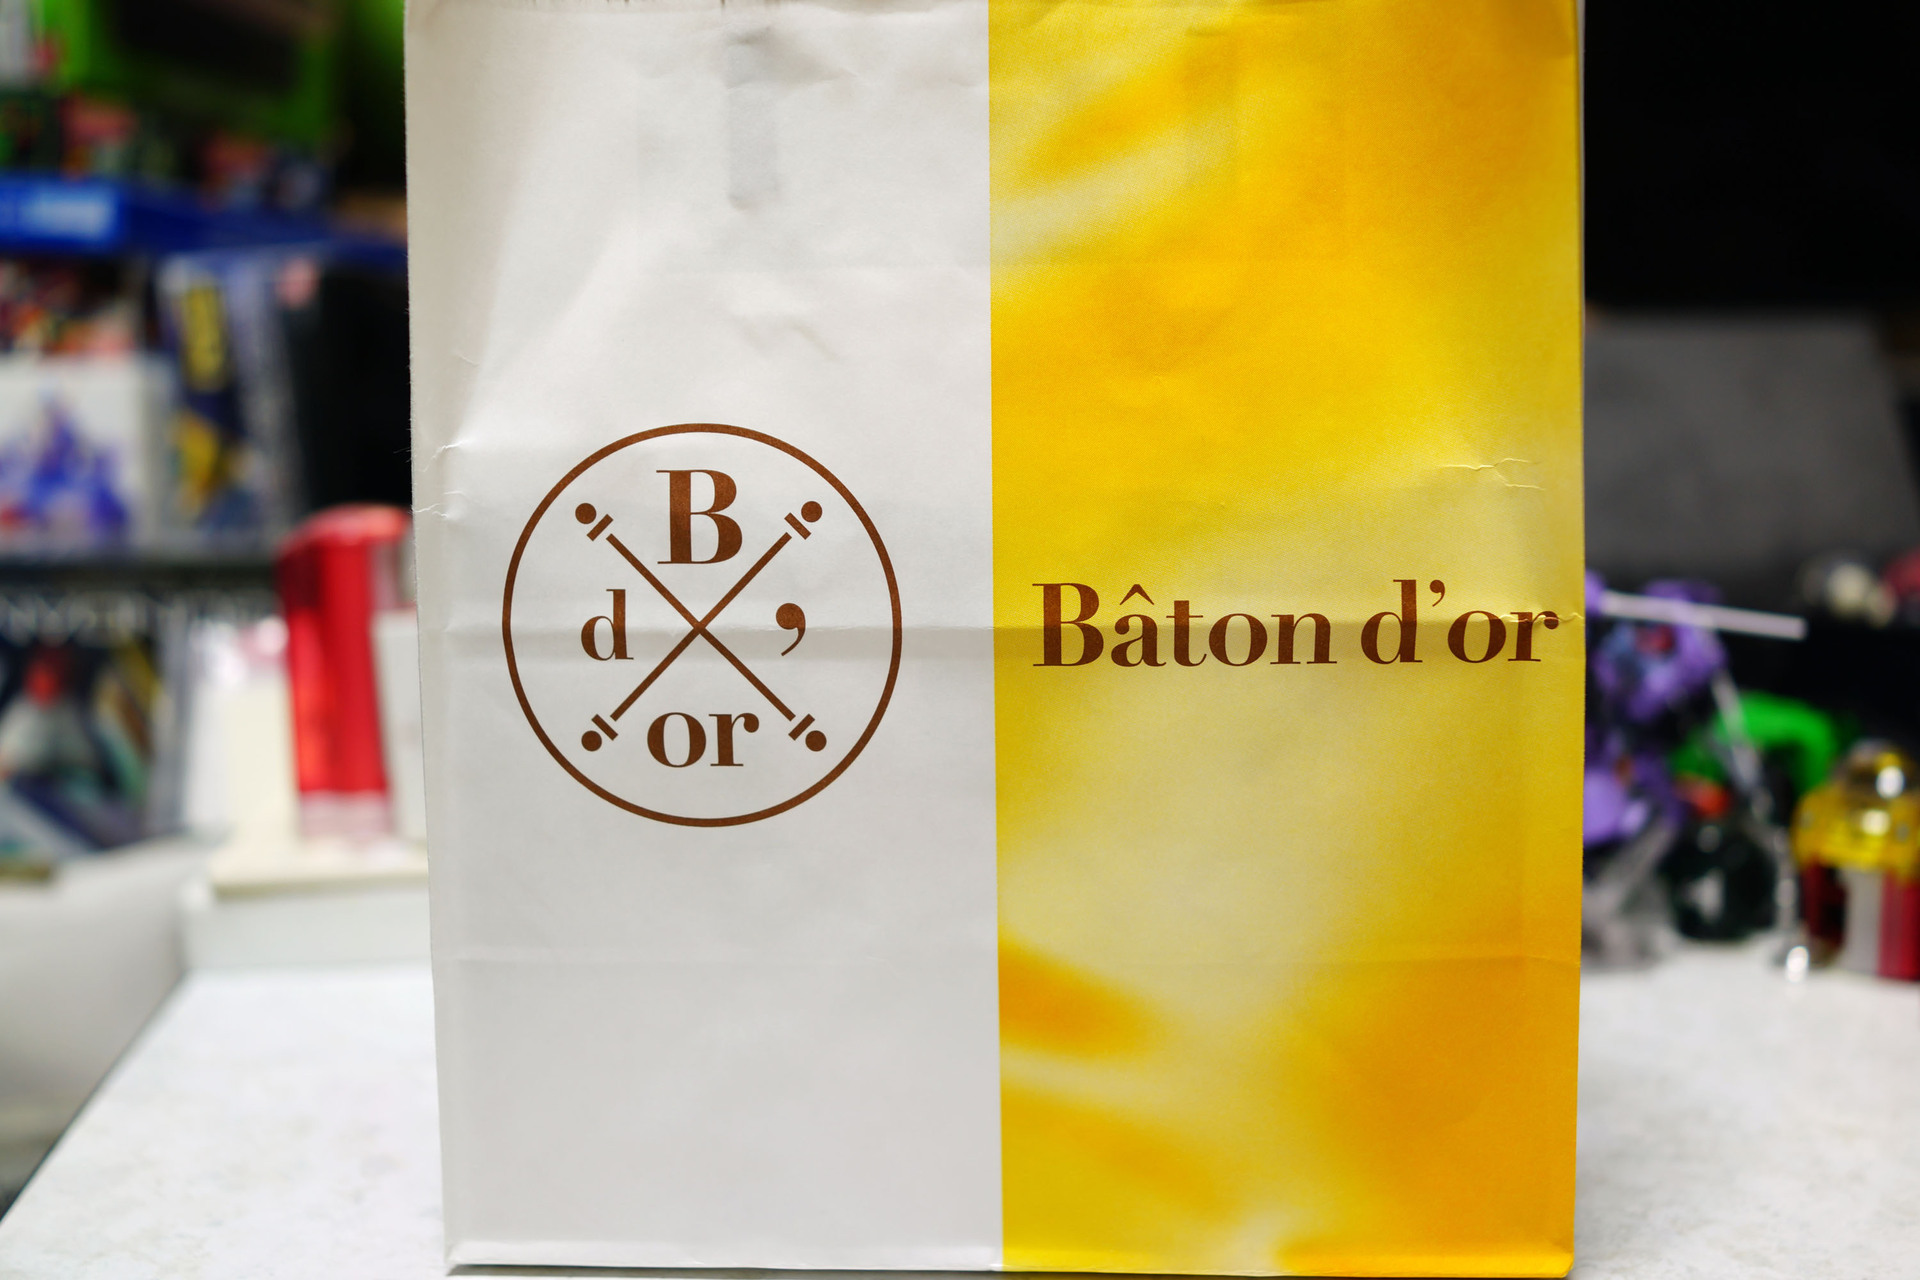 B
d ’
or
Bâton d’or